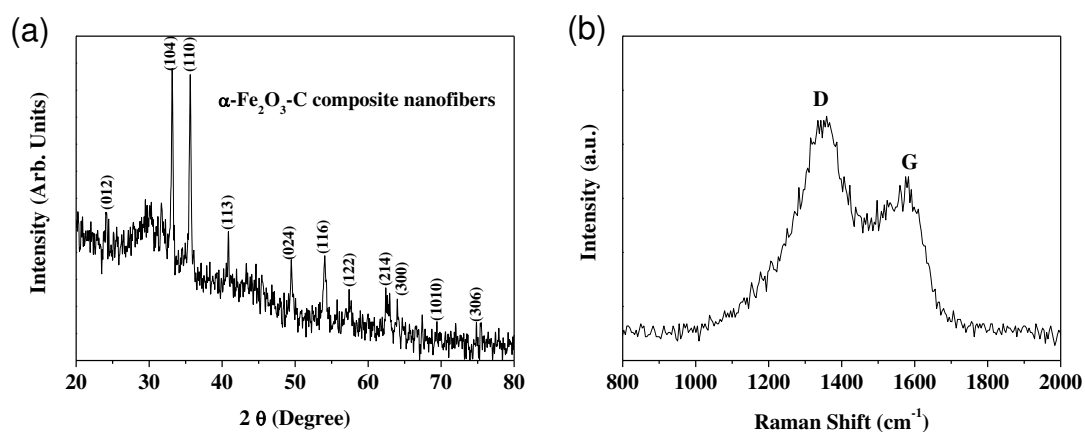 (a)
Intensity (Arb. Units)
(012)
(104)
(110)
(113)
(024)
(116)
(122)
(214)
(300)
(1010)
(306)
α-Fe₂O₃-C composite nanofibers
20 30 40 50 60 70 80
2 θ (Degree)
(b)
Intensity (a.u.)
D
G
800 1000 1200 1400 1600 1800 2000
Raman Shift (cm⁻¹)